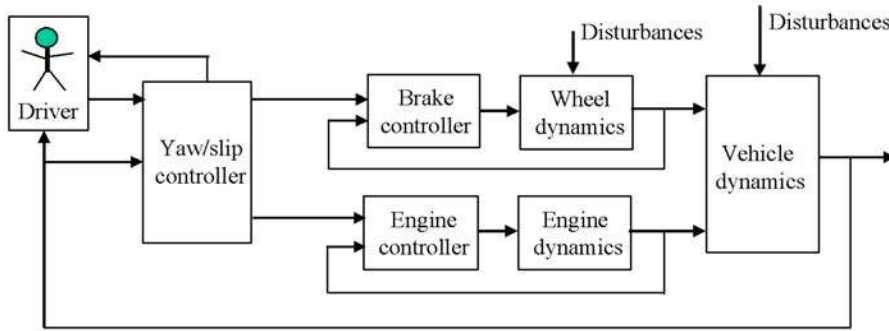 Disturbances
Disturbances
Driver
Yaw/slip
controller
Brake
controller
Wheel
dynamics
Vehicle
dynamics
Engine
controller
Engine
dynamics